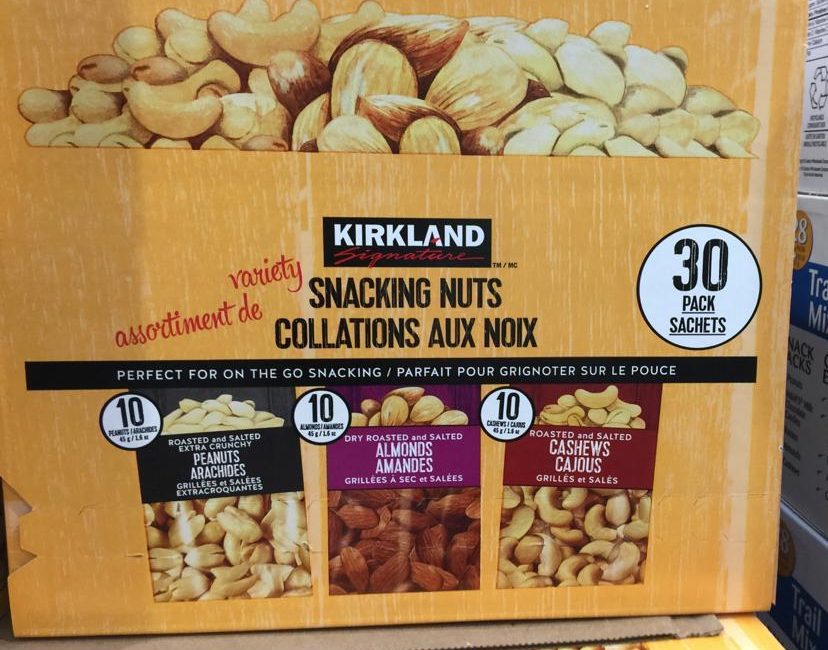 KIRKLAND
Signature
TM / MC
variety
assortiment de
SNACKING NUTS
COLLATIONS AUX NOIX
30
PACK
SACHETS
PERFECT FOR ON THE GO SNACKING / PARFAIT POUR GRIGNOTER SUR LE POUCE
10
PEANUTS / ARACHIDES
45 g / 1.6 oz
ROASTED and SALTED
EXTRA CRUNCHY
PEANUTS
ARACHIDES
GRILLÉES et SALÉES
EXTRACROQUANTES
10
ALMONDS / AMANDES
45 g / 1.6 oz
DRY ROASTED and SALTED
ALMONDS
AMANDES
GRILLÉES À SEC et SALÉES
10
CASHEWS / CAJOUS
45 g / 1.6 oz
ROASTED and SALTED
CASHEWS
CAJOUS
GRILLÉS et SALÉS
Trail